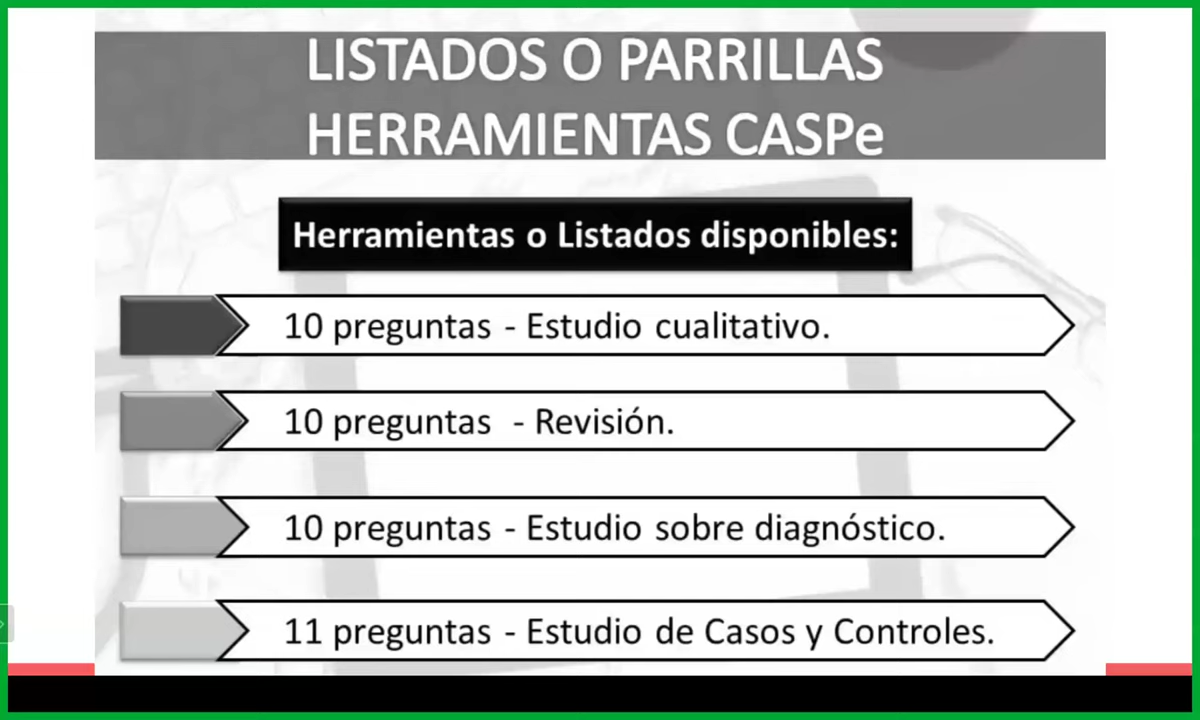 LISTADOS O PARRILLAS
HERRAMIENTAS CASPe
Herramientas o Listados disponibles:
10 preguntas - Estudio cualitativo.
10 preguntas - Revisión.
10 preguntas - Estudio sobre diagnóstico.
11 preguntas - Estudio de Casos y Controles.